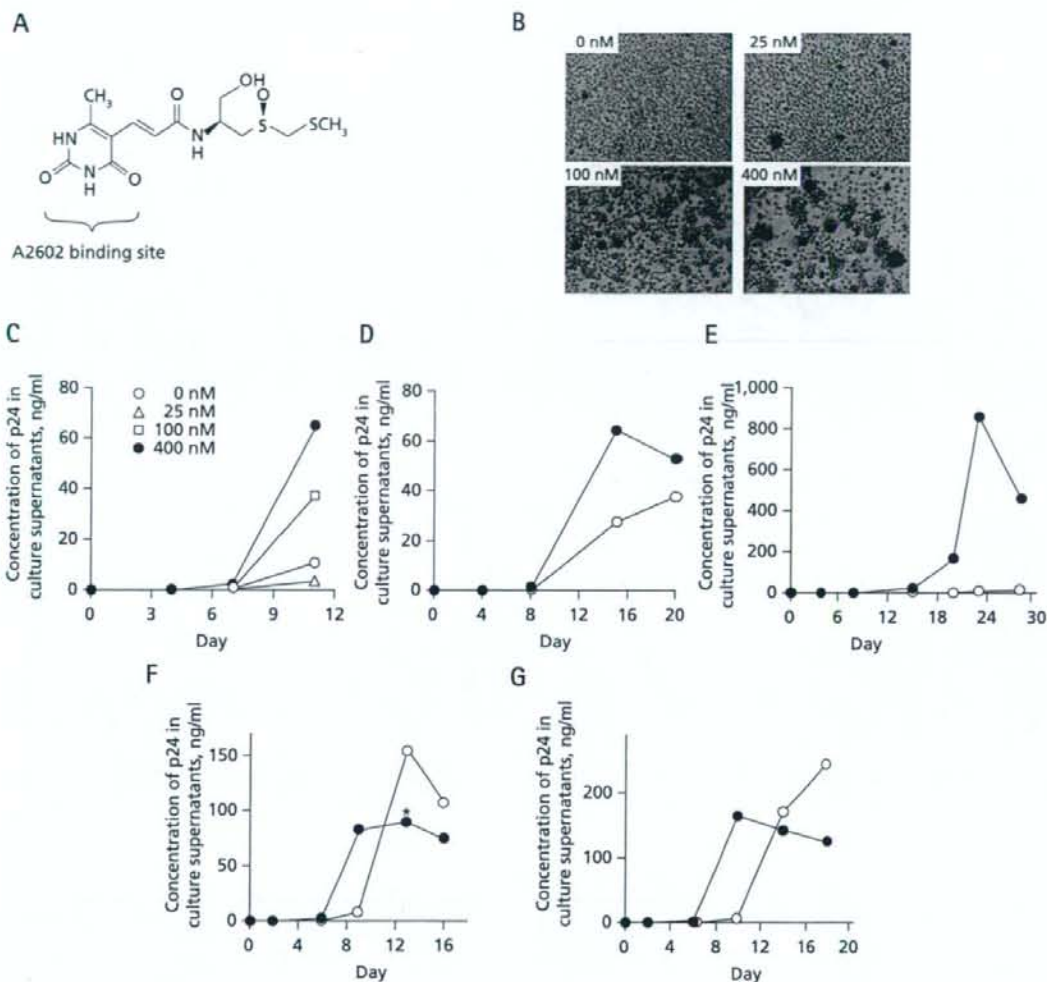 A
CH3
HN
O
N
H
O
O
N
H
OH
O
S
SCH3
A2602 binding site
B
0 nM
25 nM
100 nM
400 nM
C
Concentration of p24 in
culture supernatants, ng/ml
80
60
40
20
0
0 nM
25 nM
100 nM
400 nM
0 3 6 9 12
Day
D
Concentration of p24 in
culture supernatants, ng/ml
80
60
40
20
0
0 4 8 12 16 20
Day
E
Concentration of p24 in
culture supernatants, ng/ml
1,000
800
600
400
200
0
0 6 12 18 24 30
Day
F
Concentration of p24 in
culture supernatants, ng/ml
150
100
50
0
*
0 4 8 12 16
Day
G
Concentration of p24 in
culture supernatants, ng/ml
200
100
0
0 4 8 12 16 20
Day